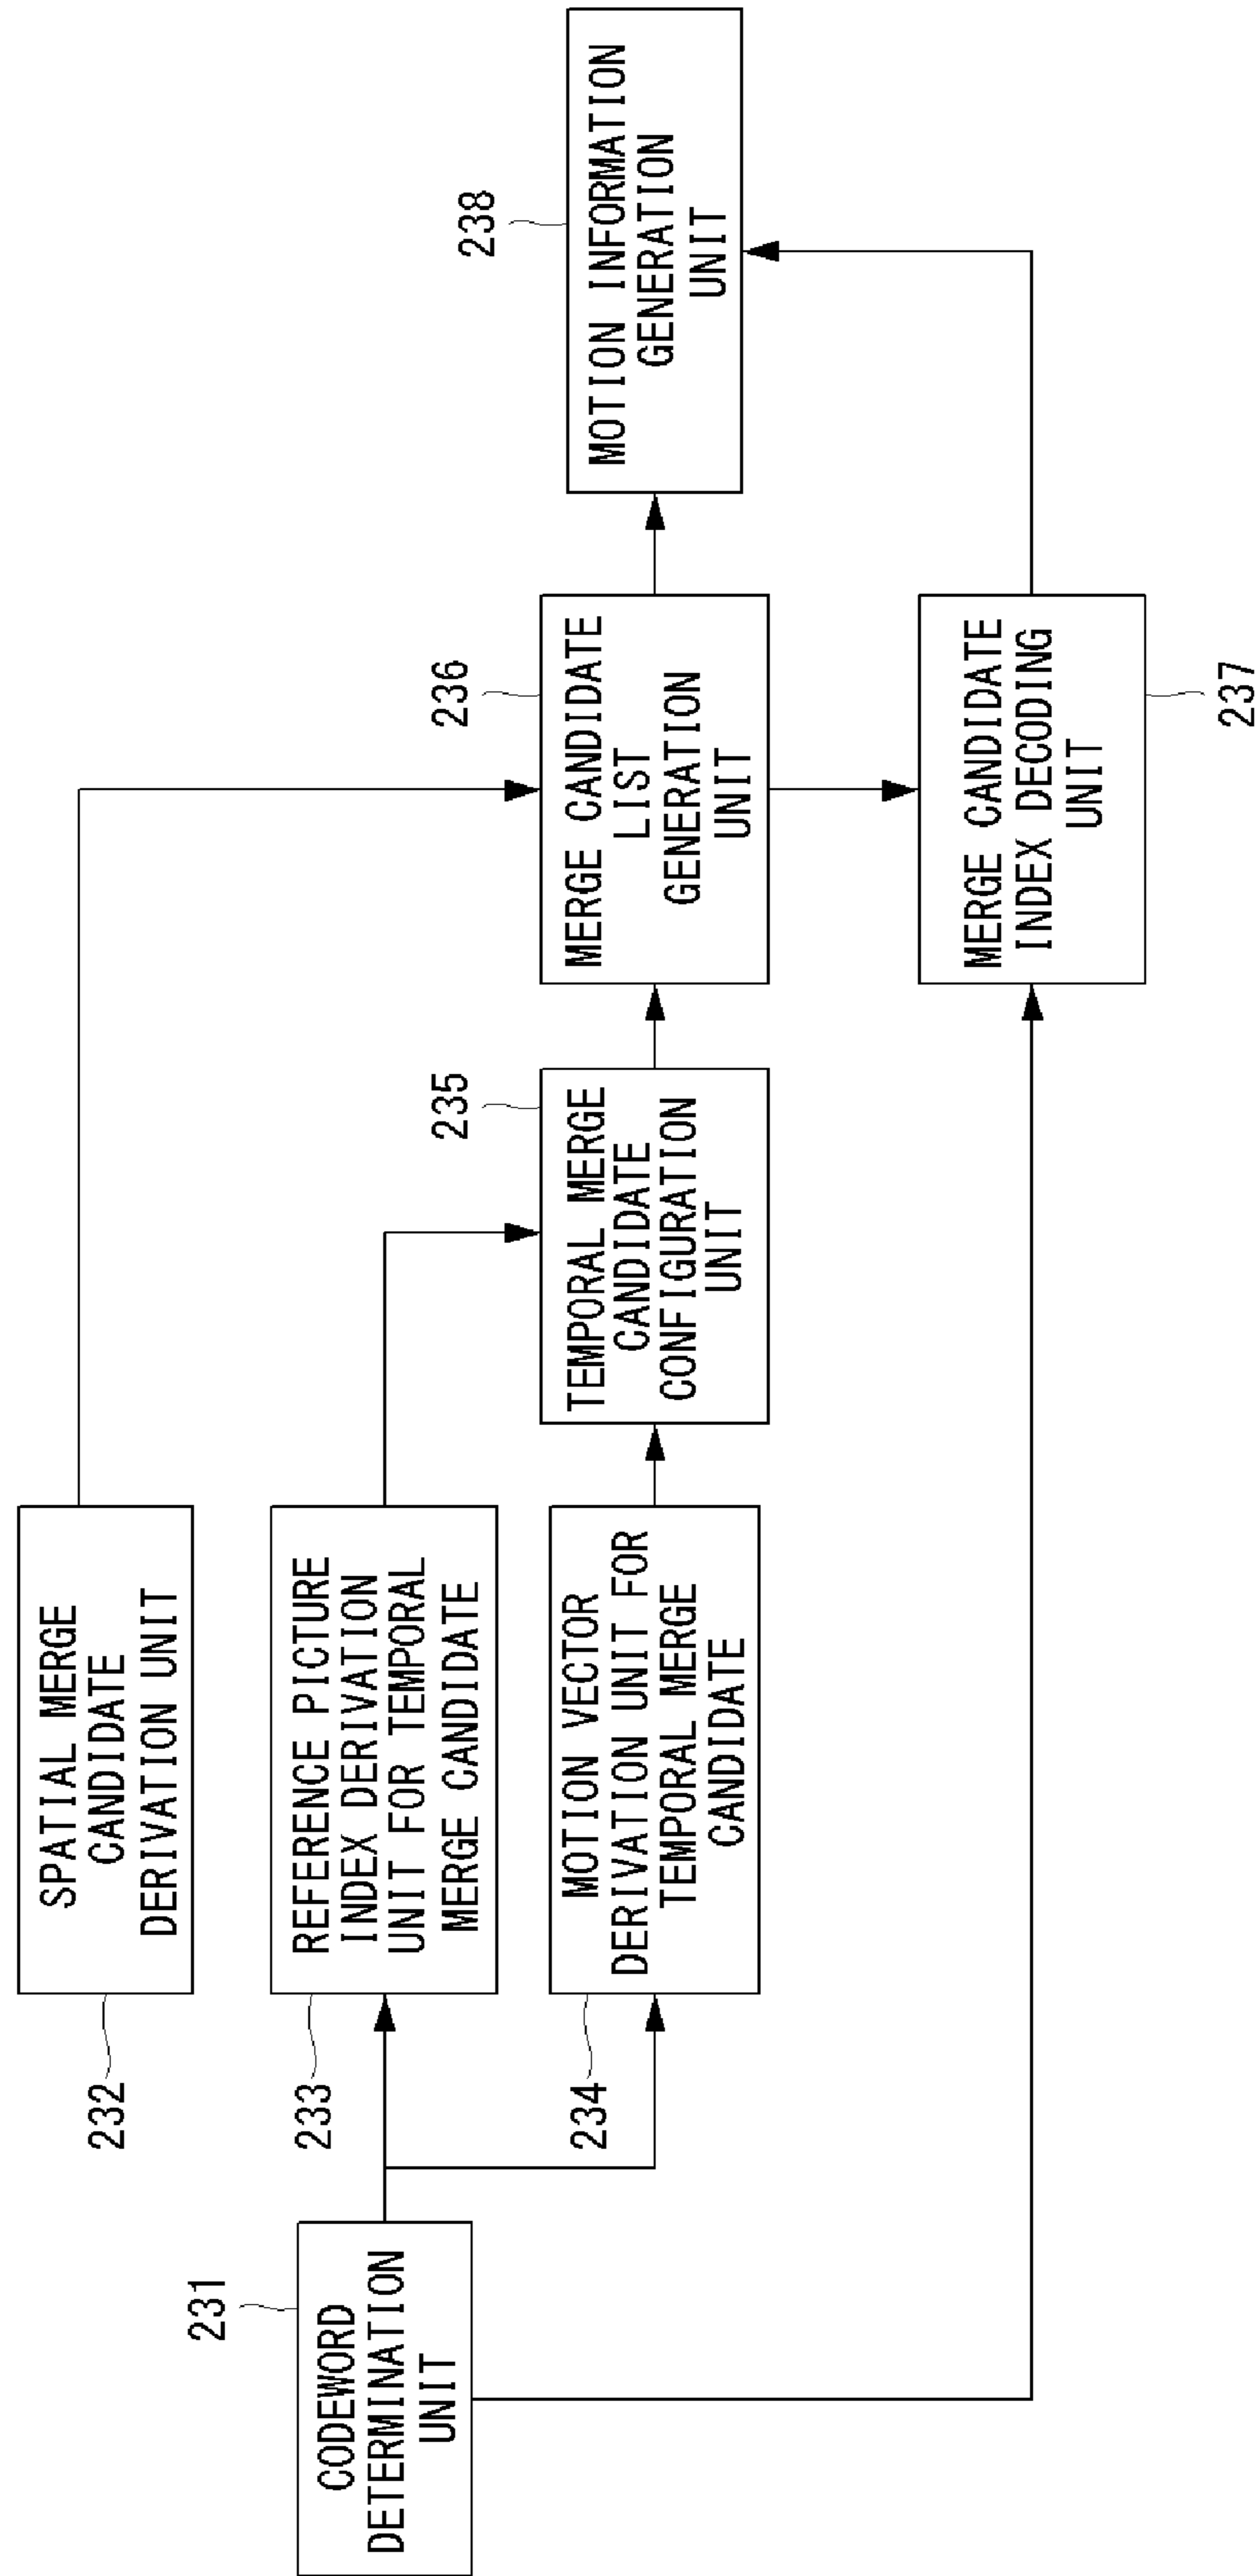 232
SPATIAL MERGE
CANDIDATE
DERIVATION UNIT
231
CODEWORD
DETERMINATION
UNIT
233
REFERENCE PICTURE
INDEX DERIVATION
UNIT FOR TEMPORAL
MERGE CANDIDATE
234
MOTION VECTOR
DERIVATION UNIT FOR
TEMPORAL MERGE
CANDIDATE
235
TEMPORAL MERGE
CANDIDATE
CONFIGURATION
UNIT
236
MERGE CANDIDATE
LIST
GENERATION
UNIT
238
MOTION INFORMATION
GENERATION
UNIT
MERGE CANDIDATE
INDEX DECODING
UNIT
237